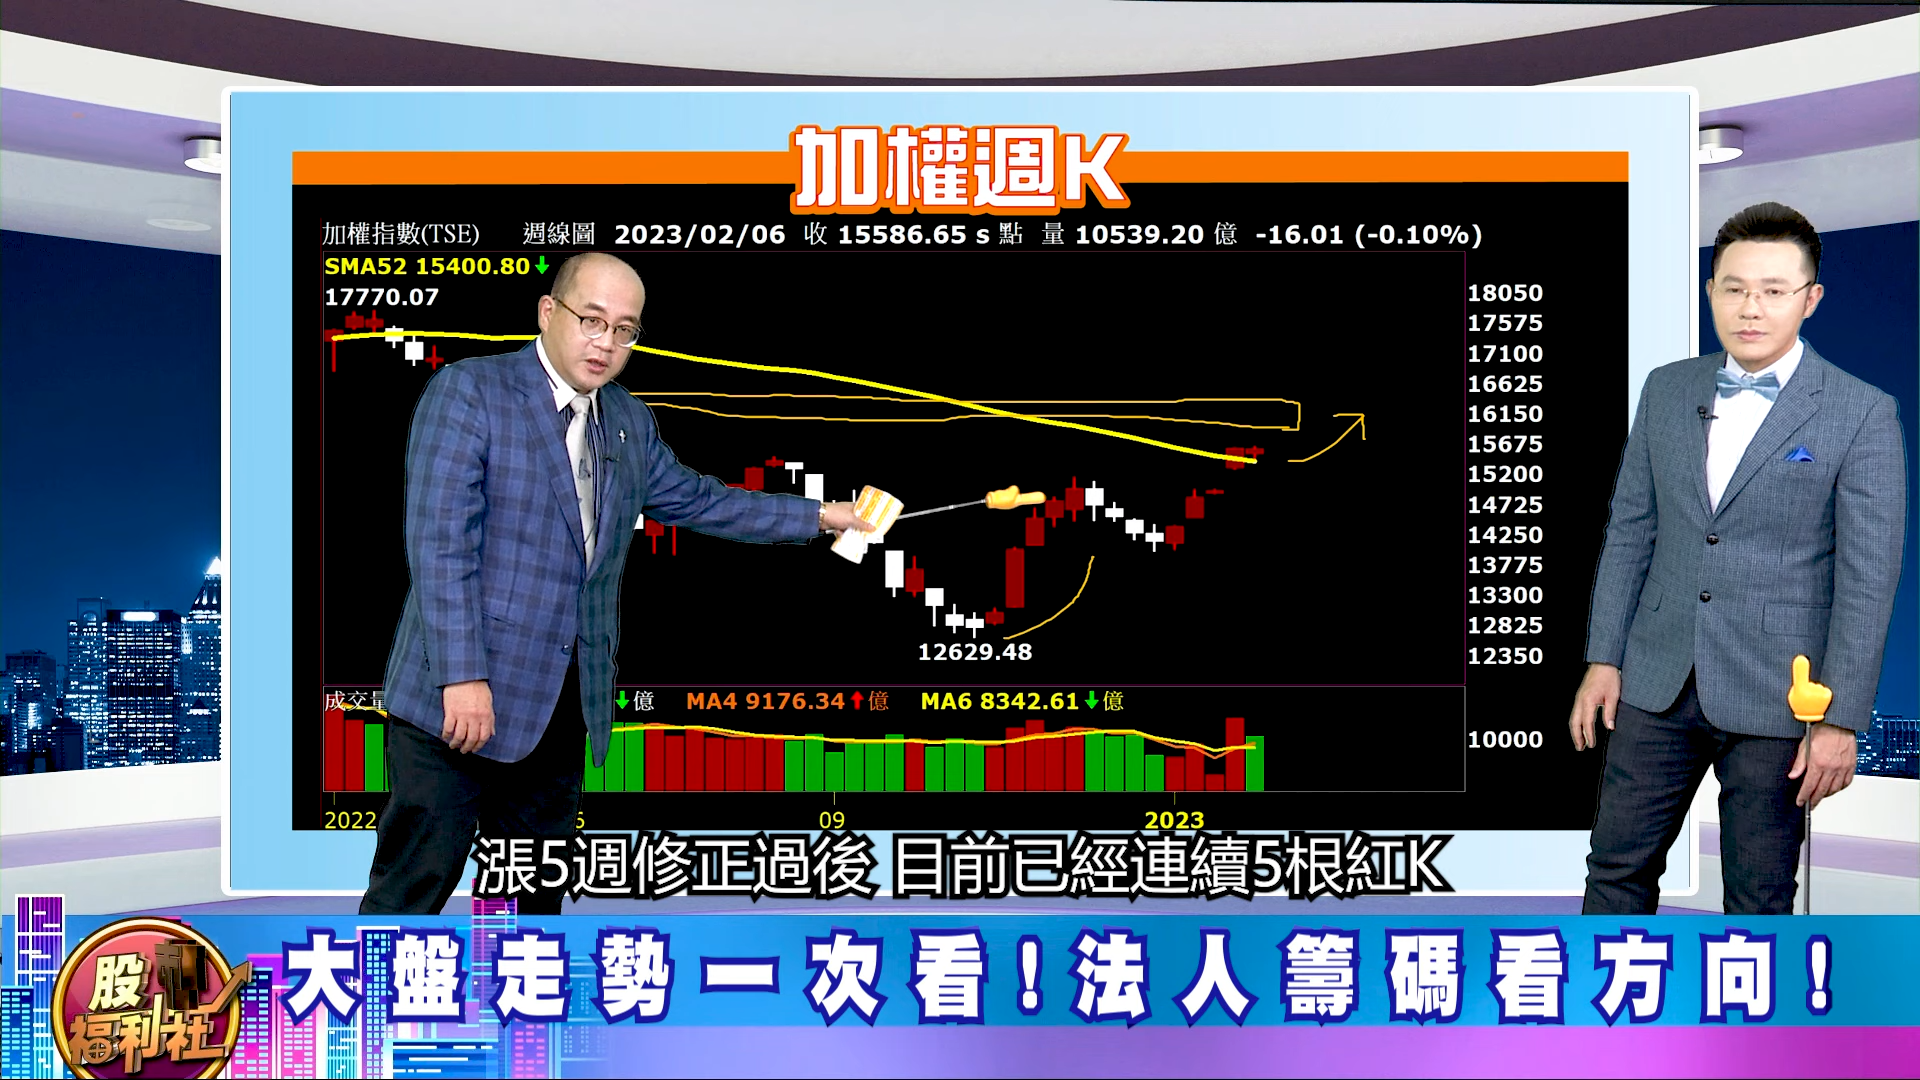 加權週K
加權指數(TSE) 週線圖 2023/02/06 收 15586.65 s 點 量 10539.20 億 -16.01 (-0.10%)
SMA52 15400.80↓
17770.07
18050
17575
17100
16625
16150
15675
15200
14725
14250
13775
13300
12825
12350
12629.48
成交量 ↓億 MA4 9176.34↑億 MA6 8342.61↓億
10000
2022 09 2023
漲5週修正過後 目前已經連續5根紅K
大盤走勢一次看!法人籌碼看方向!
股
福利社